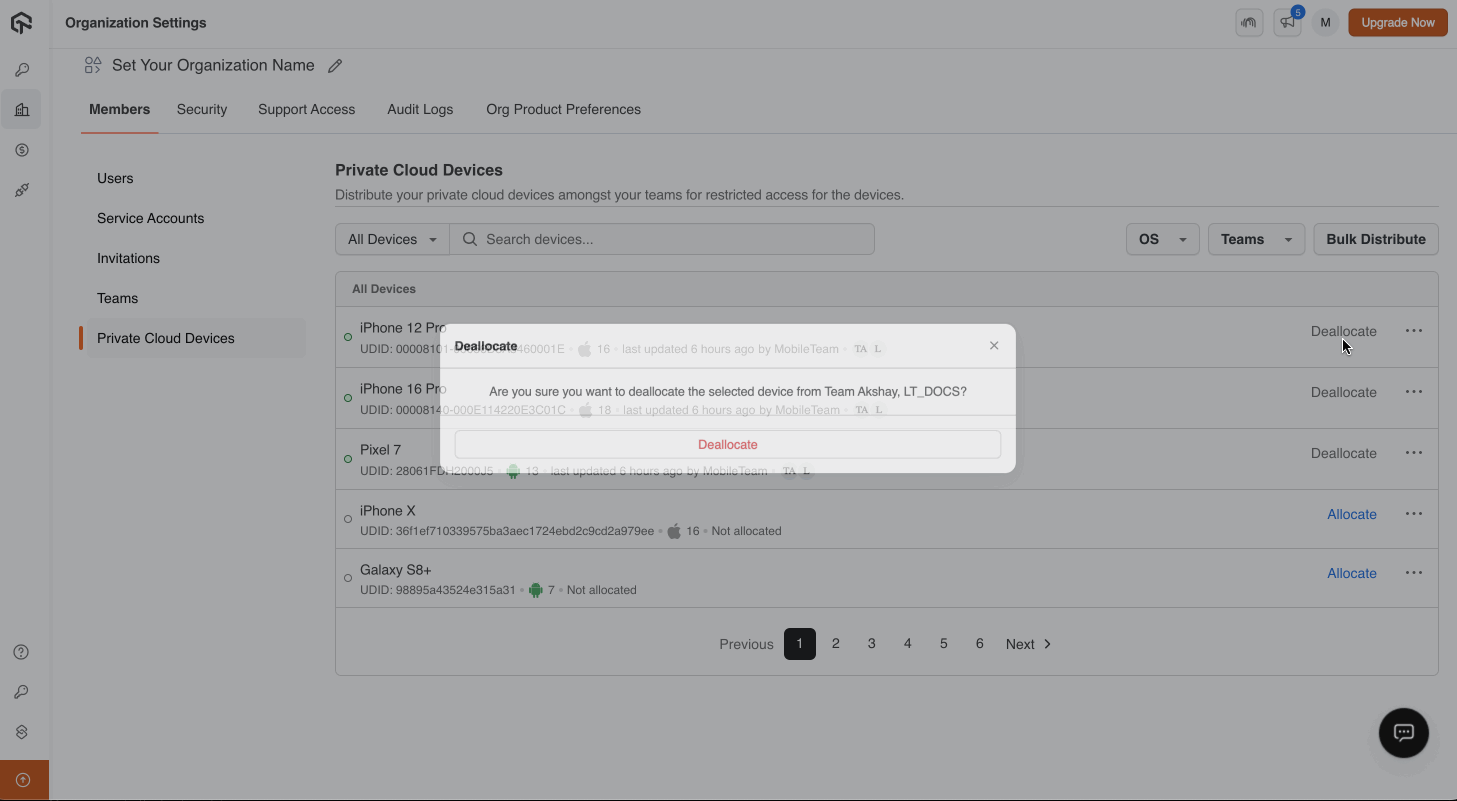 Organization Settings
5
M
Upgrade Now
Set Your Organization Name
Members Security Support Access Audit Logs Org Product Preferences
Users
Service Accounts
Invitations
Teams
Private Cloud Devices
Private Cloud Devices
Distribute your private cloud devices amongst your teams for restricted access for the devices.
All Devices
Search devices...
OS
Teams
Bulk Distribute
All Devices
iPhone 12 Pro
UDID: 16 • last updated 6 hours ago by MobileTeam • TA L
Deallocate
iPhone 16 Pro
UDID: 00008140-000E114220E3C01C • 18 • last updated 6 hours ago by MobileTeam • TA L
Deallocate
Pixel 7
UDID: 28061FDH2000J5 • 13 • last updated 6 hours ago by MobileTeam • TA L
Deallocate
iPhone X
UDID: 36f1ef710339575ba3aec1724ebd2c9cd2a979ee • 16 • Not allocated
Allocate
Galaxy S8+
UDID: 98895a43524e315a31 • 7 • Not allocated
Allocate
Previous 1 2 3 4 5 6 Next
Deallocate
Are you sure you want to deallocate the selected device from Team Akshay, LT_DOCS?
Deallocate